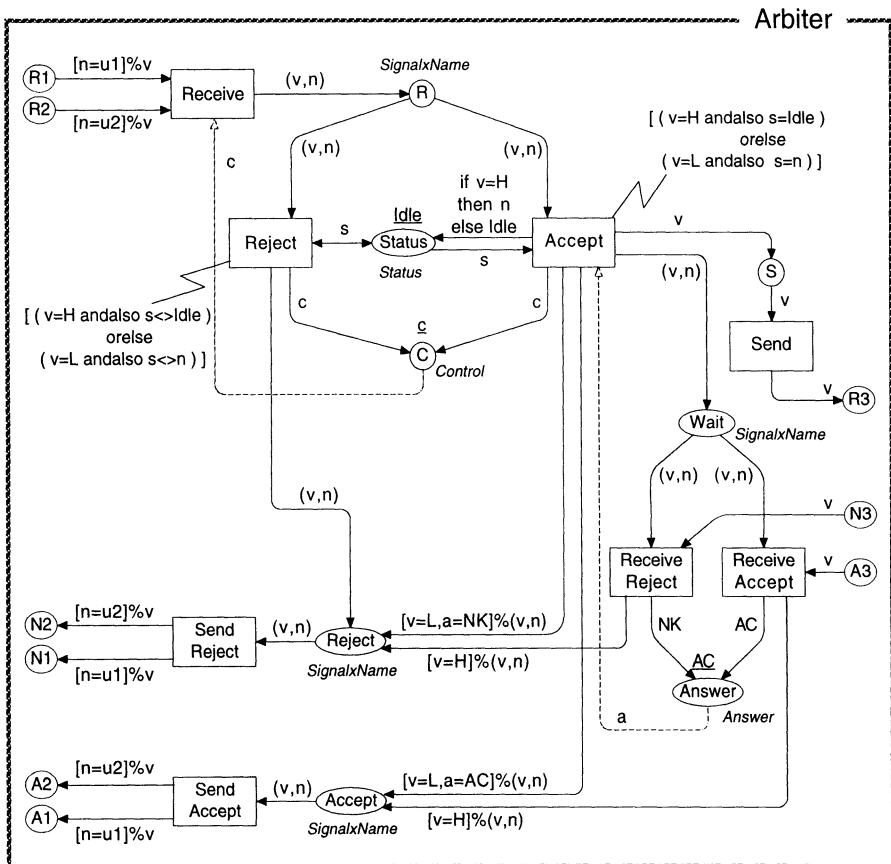 Arbiter
R1
[n=u1]%v
R2
[n=u2]%v
Receive
(v,n)
SignalxName
R
c
(v,n)
(v,n)
[ ( v=H andalso s=Idle )
orelse
( v=L andalso s=n ) ]
if v=H
then n
else Idle
Reject
s
Idle
Status
Status
s
Accept
v
(v,n)
S
v
Send
v
R3
[ ( v=H andalso s<>Idle )
orelse
( v=L andalso s<>n ) ]
c
c
c
C
Control
Wait
SignalxName
(v,n)
(v,n)
(v,n)
v
N3
Receive
Reject
Receive
Accept
v
A3
N2
[n=u2]%v
N1
[n=u1]%v
Send
Reject
(v,n)
Reject
SignalxName
[v=L,a=NK]%(v,n)
[v=H]%(v,n)
NK
AC
AC
Answer
Answer
a
A2
[n=u2]%v
A1
[n=u1]%v
Send
Accept
(v,n)
Accept
SignalxName
[v=L,a=AC]%(v,n)
[v=H]%(v,n)